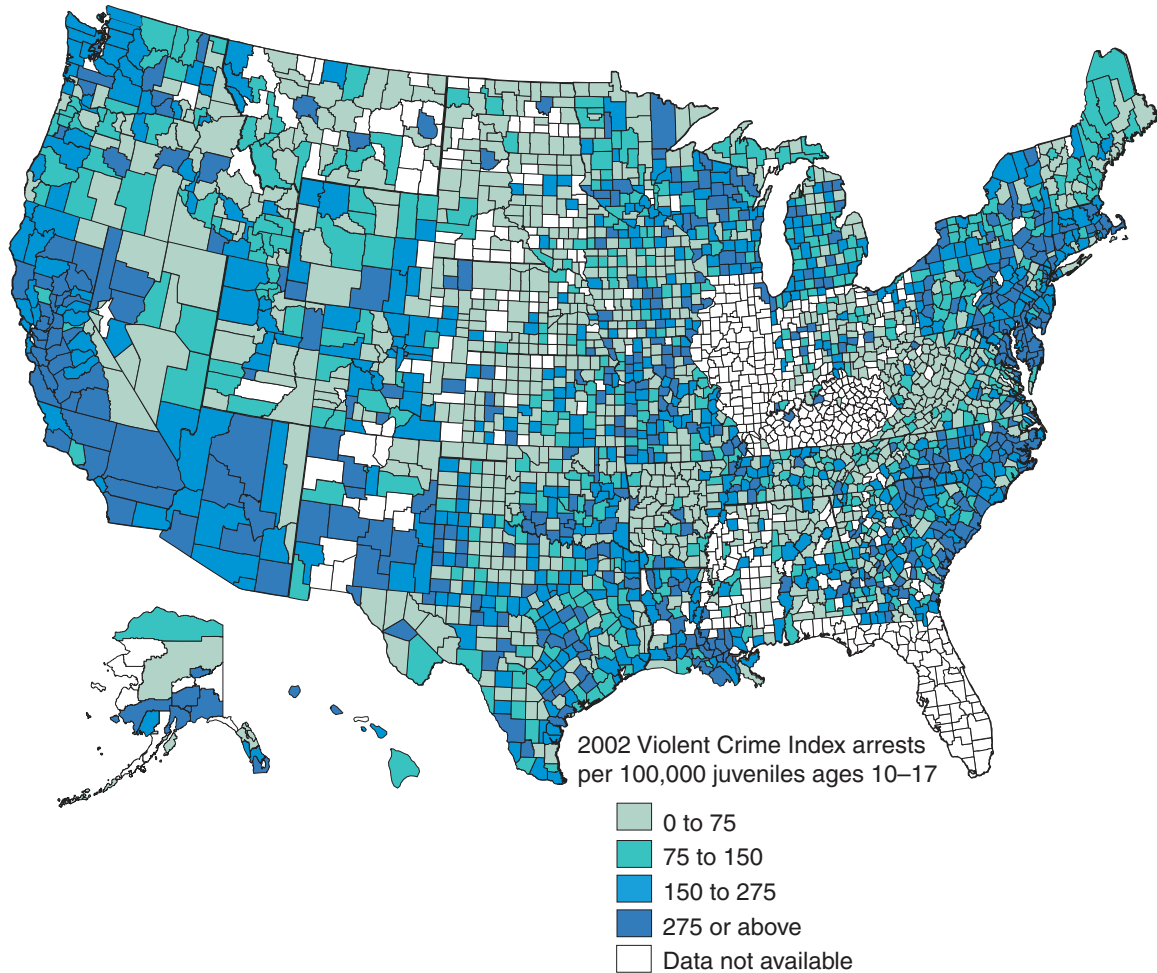 2002 Violent Crime Index arrests
per 100,000 juveniles ages 10–17
0 to 75
75 to 150
150 to 275
275 or above
Data not available